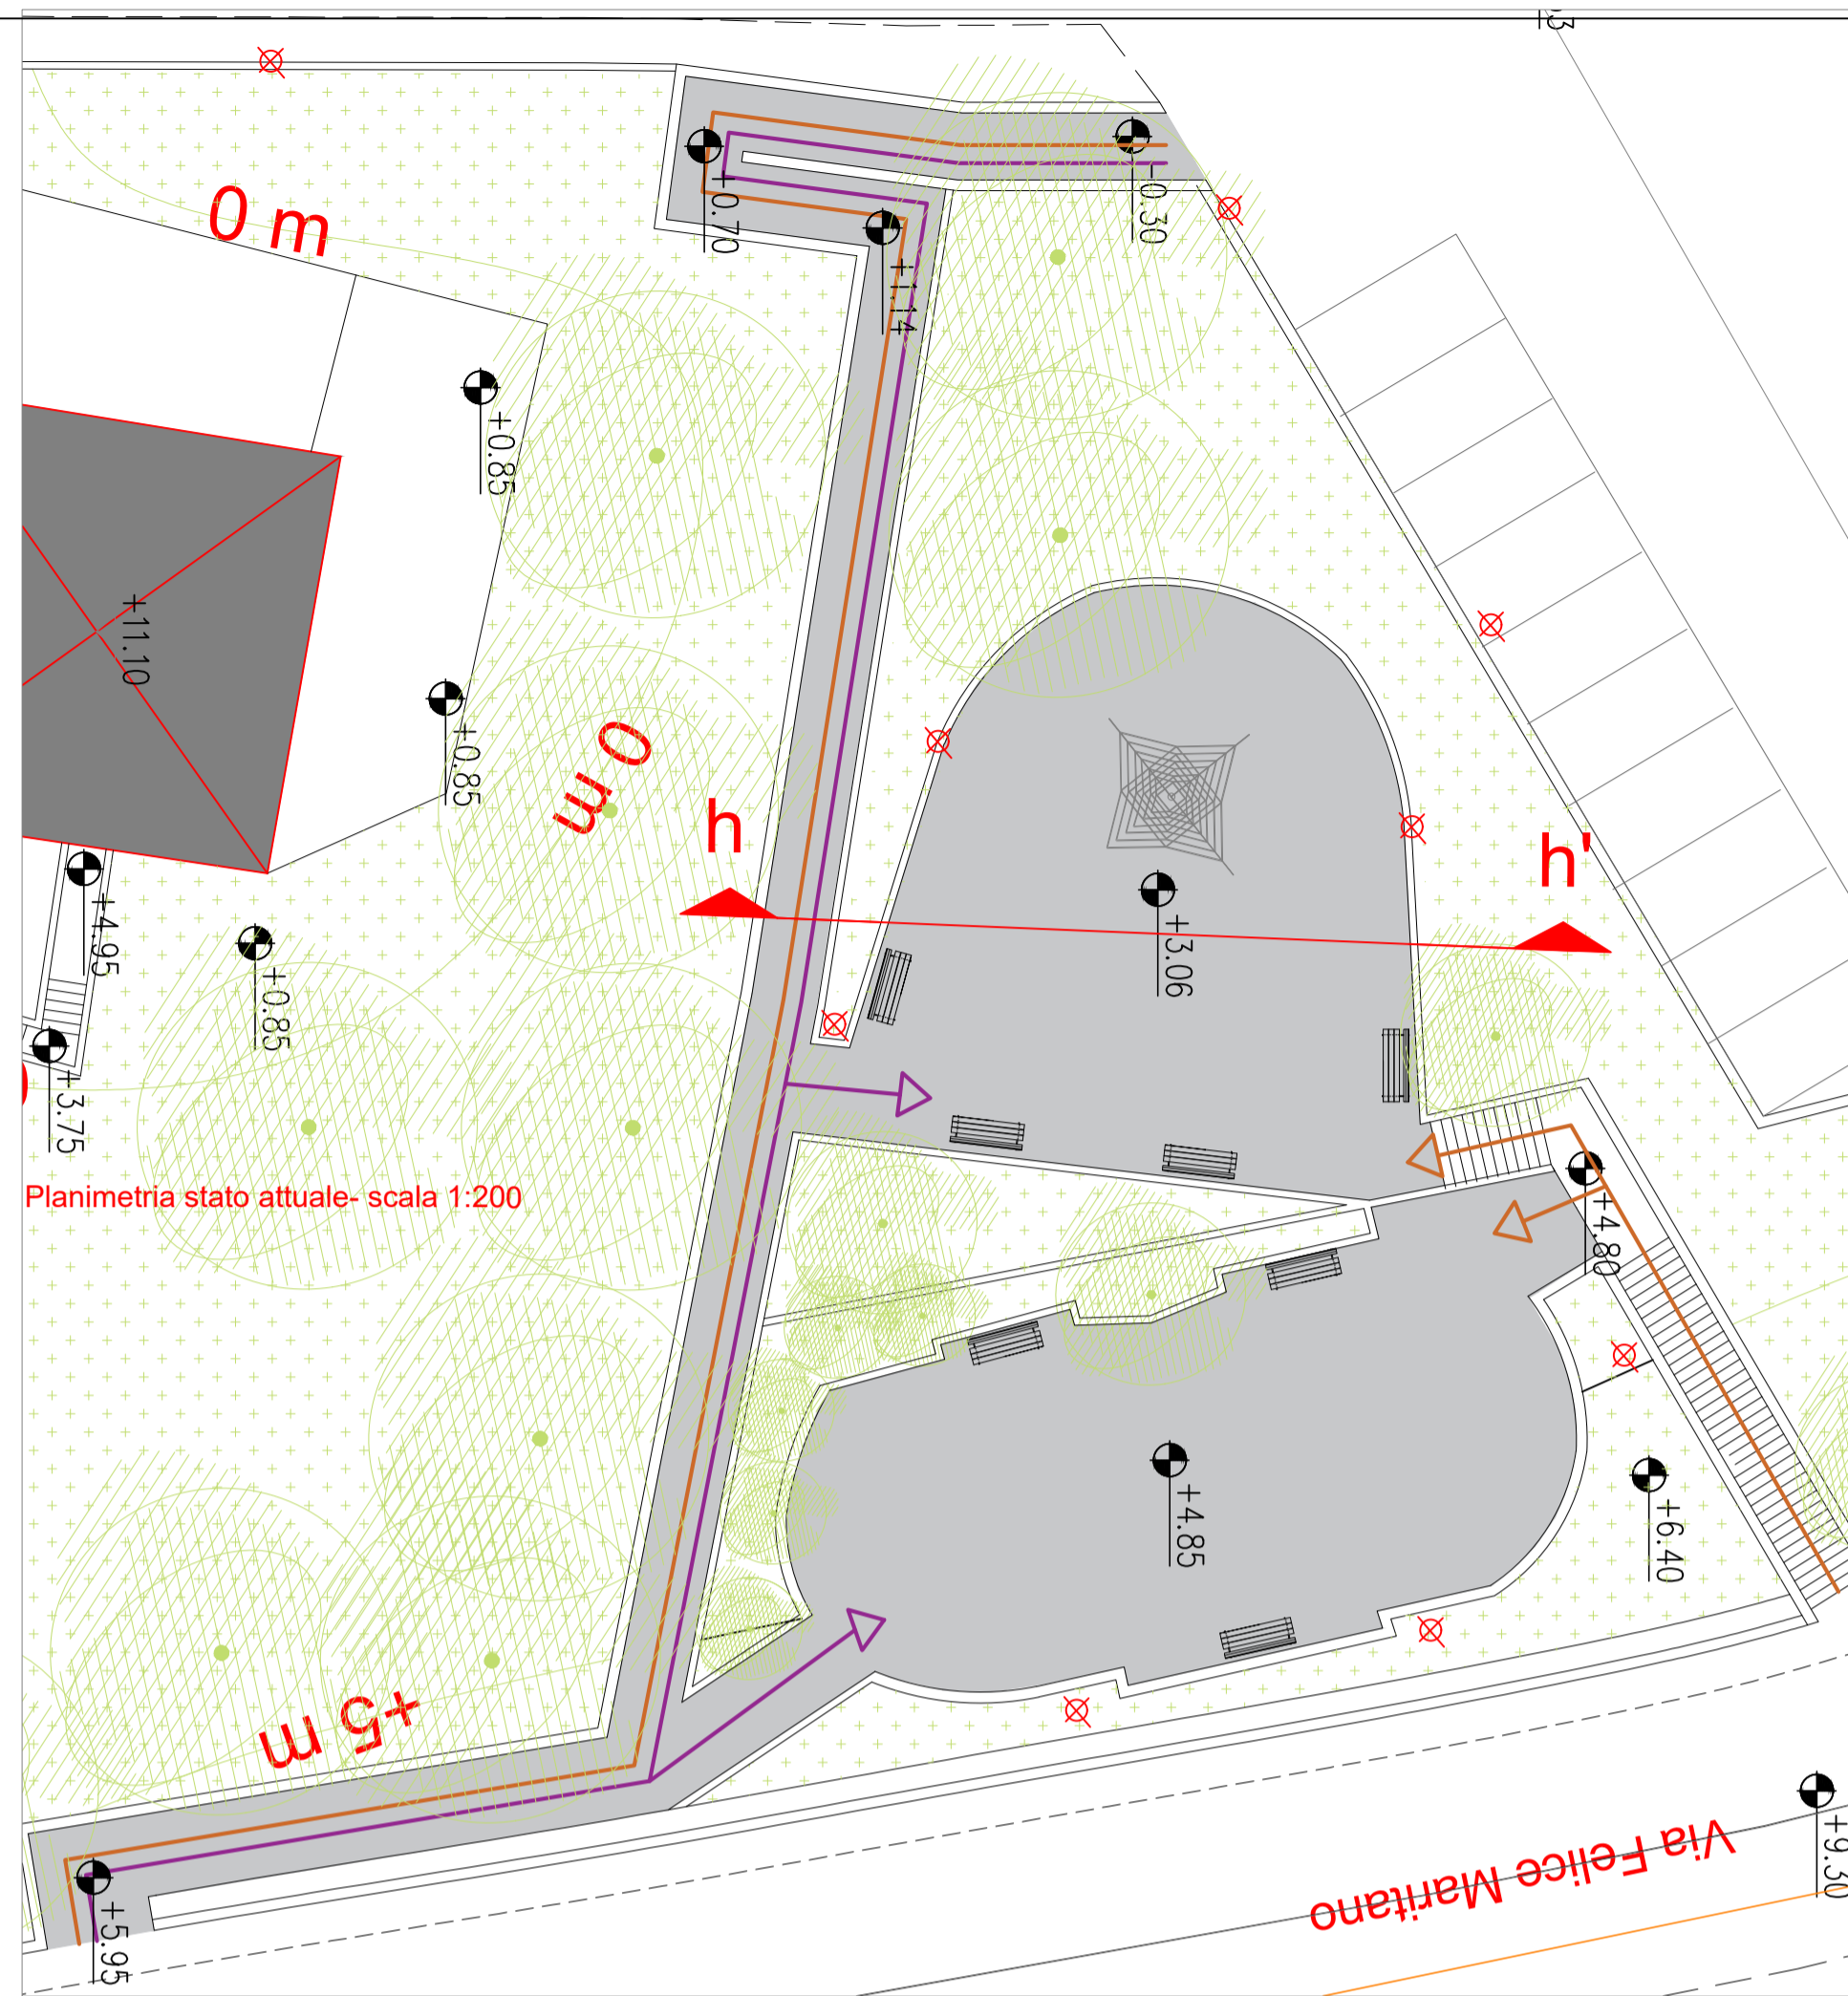 0 m
+0.70
-0.30
+1.14
+0.85
+11.10
0 m
+0.85
h
h'
+4.95
+3.06
+0.85
+3.75
Planimetria stato attuale- scala 1:200
+4.80
+4.85
+6.40
+5 m
Via Felice Maritano
+9.30
+5.95